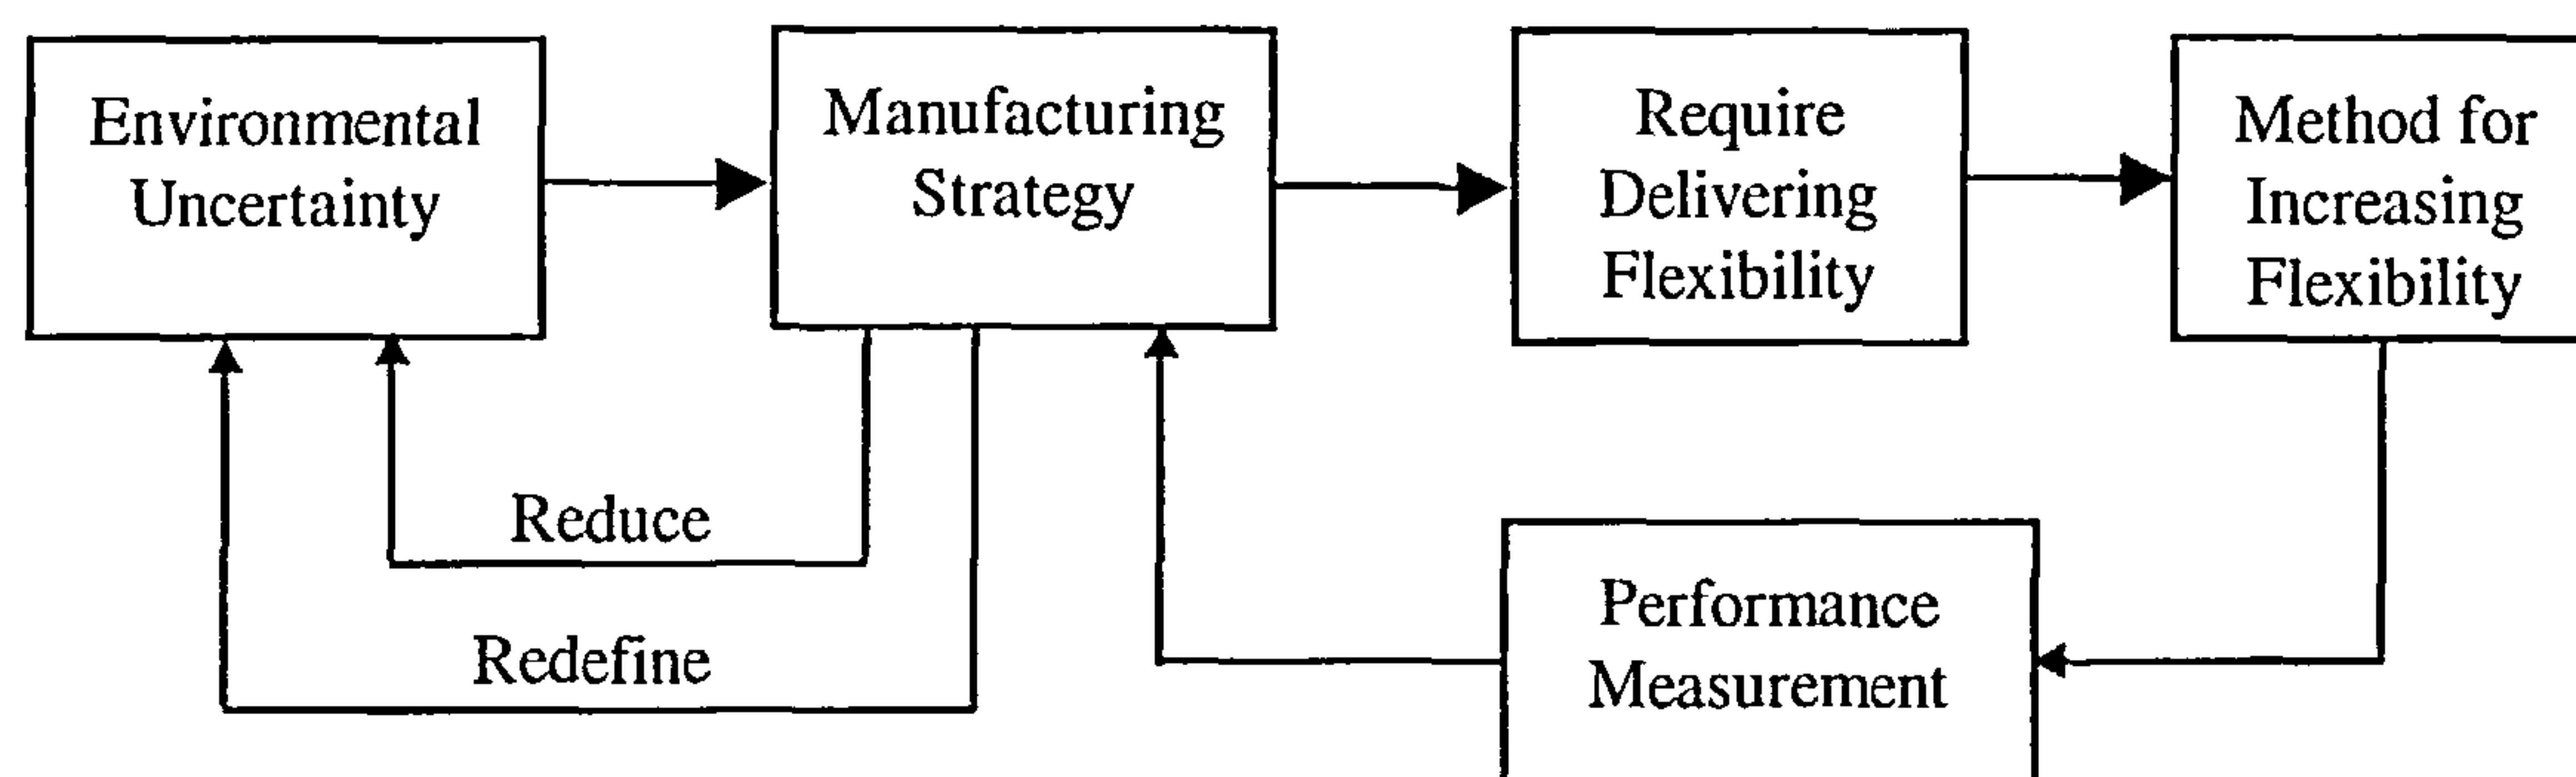 Environmental
Uncertainty
Manufacturing
Strategy
Require
Delivering
Flexibility
Method for
Increasing
Flexibility
Reduce
Redefine
Performance
Measurement